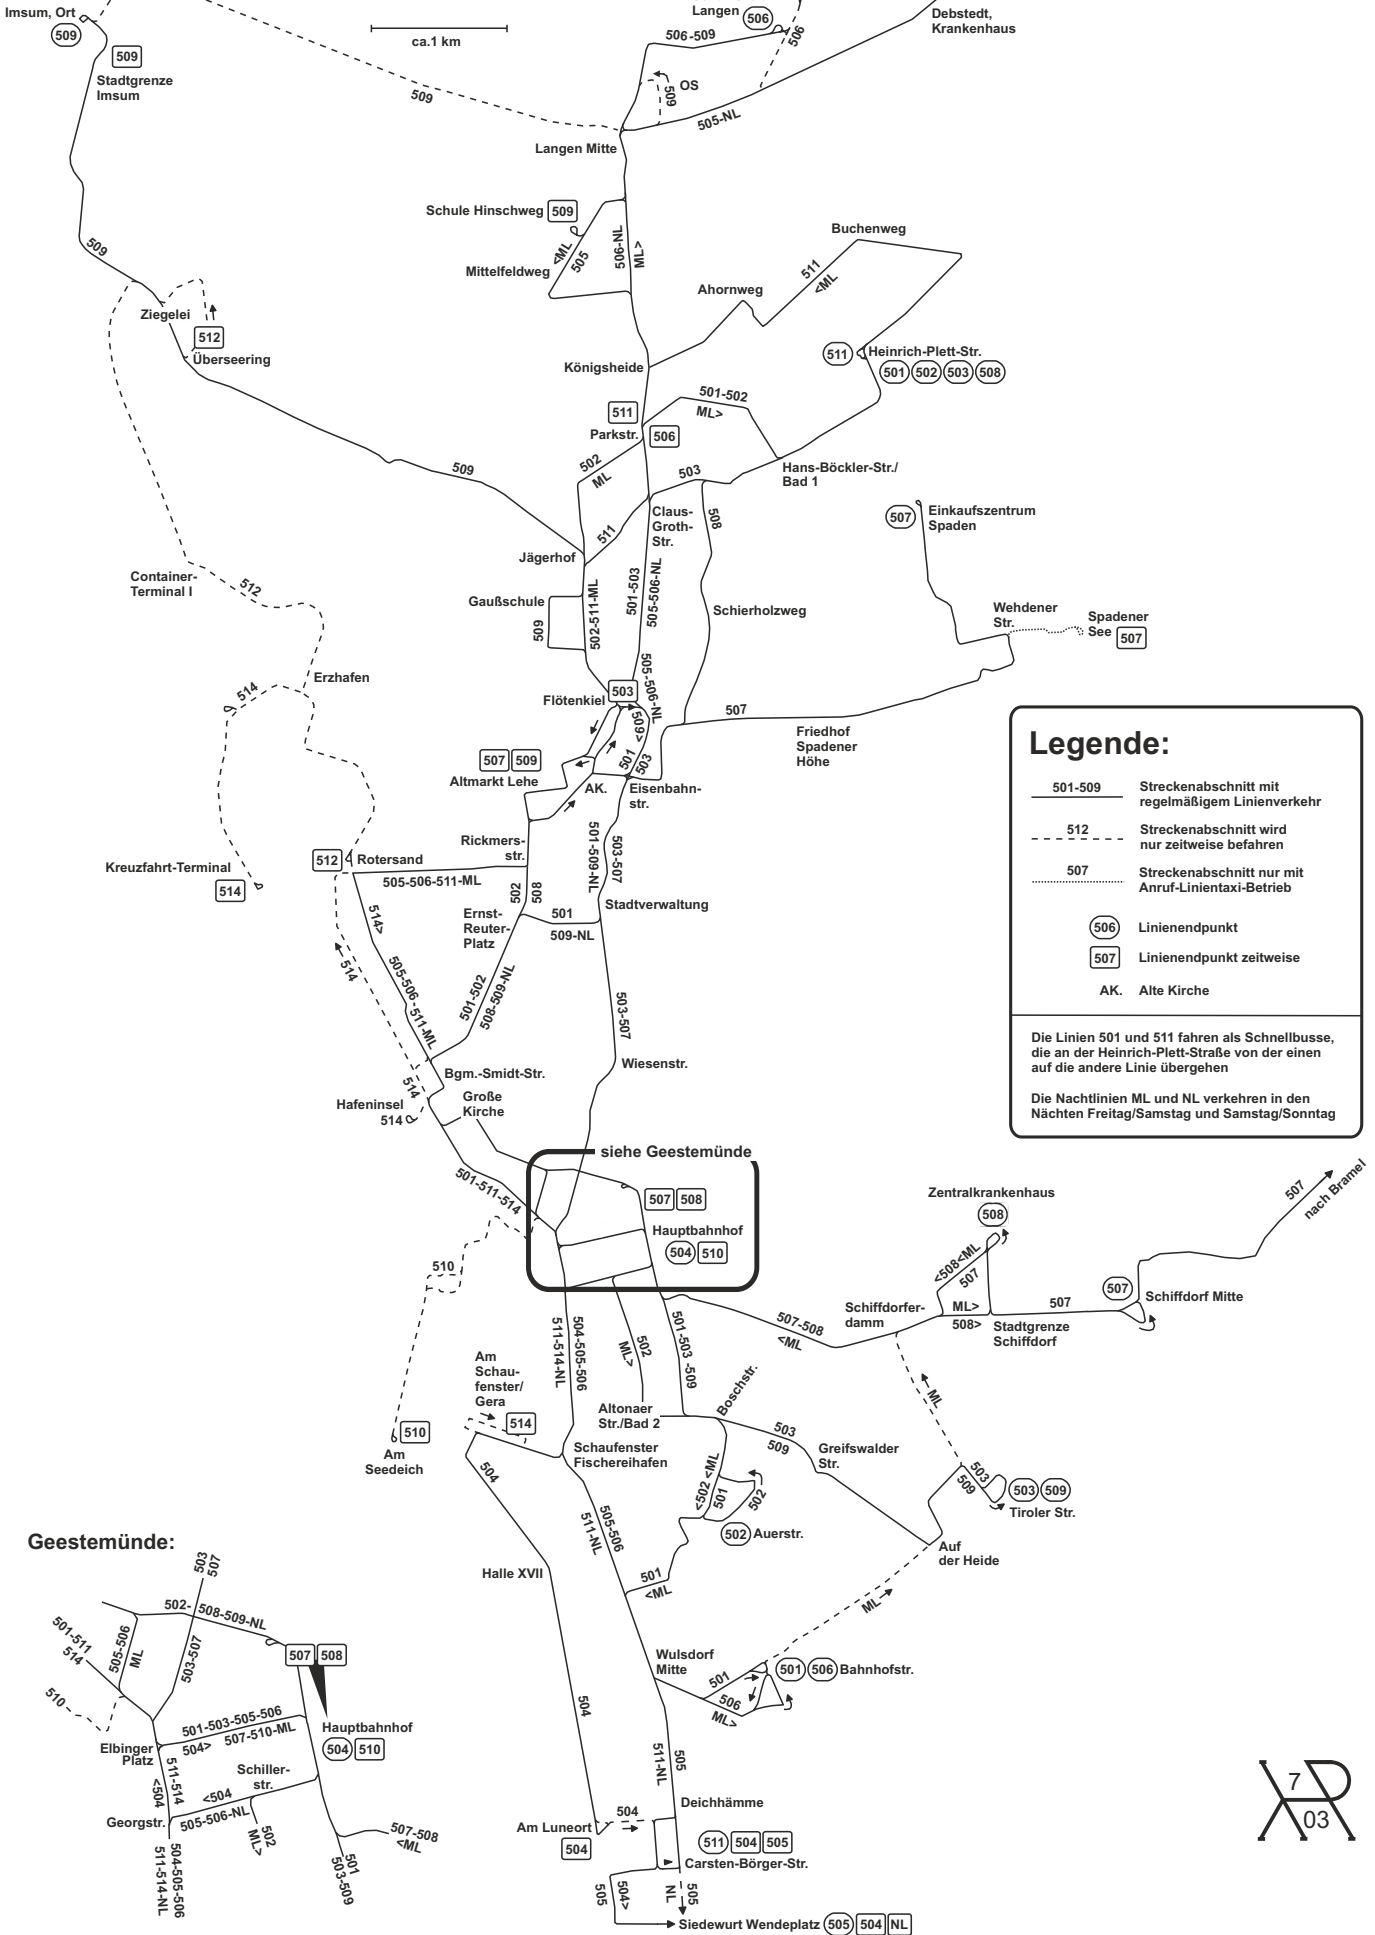 Imsum, Ort
509
509
Stadtgrenze
Imsum
ca.1 km
509
Langen
506
506-509
506
Debstedt,
Krankenhaus
OS
509
505-NL
Langen Mitte
Schule Hinschweg
509
<ML
505
506-NL
ML>
Mittelfeldweg
Buchenweg
511
<ML
Ahornweg
509
Ziegelei
512
Überseering
Königsheide
511
Heinrich-Plett-Str.
501
502
503
508
501-502
ML>
511
Parkstr.
506
502
ML
509
503
Hans-Böckler-Str./
Bad 1
Claus-
Groth-
Str.
508
511
Jägerhof
507
Einkaufszentrum
Spaden
Container-
Terminal I
512
Gaußschule
509
502-511-ML
501-503
505-506-NL
Schierholzweg
Wehdener
Str.
Spadener
See
507
Erzhafen
514
Flötenkiel
503
505-506-NL
509>
507
Friedhof
Spadener
Höhe
507
509
Altmarkt Lehe
501
503
AK.
Eisenbahn-
str.
Legende:
501-509
Streckenabschnitt mit
regelmäßigem Linienverkehr
512
Streckenabschnitt wird
nur zeitweise befahren
507
Streckenabschnitt nur mit
Anruf-Linientaxi-Betrieb
506
Linienendpunkt
507
Linienendpunkt zeitweise
AK.
Alte Kirche
Die Linien 501 und 511 fahren als Schnellbusse,
die an der Heinrich-Plett-Straße von der einen
auf die andere Linie übergehen
Die Nachtlinien ML und NL verkehren in den
Nächten Freitag/Samstag und Samstag/Sonntag
Rickmers-
str.
501-509-NL
503-507
Kreuzfahrt-Terminal
514
512
Rotersand
505-506-511-ML
502
508
Stadtverwaltung
Ernst-
Reuter-
Platz
501
509-NL
514>
514
505-506-
511-ML
501-502
508-509-NL
503-507
Wiesenstr.
Bgm.-Smidt-Str.
514
Hafeninsel
514
Große
Kirche
siehe Geestemünde
501-511-514
507
508
Hauptbahnhof
504
510
510
Zentralkrankenhaus
508
<508<ML
507
507
nach Bramel
507
Schiffdorf Mitte
Schiffdorfer-
damm
ML>
508>
507
Stadtgrenze
Schiffdorf
507-508
<ML
511-514-NL
504-505-506
502
ML>
501-503
-509
Am
Schau-
fenster/
Gera
514
Altonaer
Str./Bad 2
Boschstr.
ML
510
Am
Seedeich
Schaufenster
Fischereihafen
503
509
Greifswalder
Str.
504
<502
<ML
501
502
503
509
503
509
Tiroler Str.
505-506
511-NL
502
Auerstr.
Auf
der Heide
Halle XVII
501
<ML
ML
Wulsdorf
Mitte
501
506
ML>
501
506
Bahnhofstr.
504
511-NL
505
Deichhämme
504
Am Luneort
504
511
504
505
Carsten-Börger-Str.
505
504>
NL
505
Siedewurt Wendeplatz
505
504
NL
Geestemünde:
503
507
502-
508-509-NL
501-511
514
505-506
ML
503-507
507
508
510
501-503-505-506
504>
507-510-ML
Hauptbahnhof
504
510
Elbinger
Platz
511-514
<504
Schiller-
str.
<504
505-506-NL
Georgstr.
502
ML>
507-508
<ML
504-505-506
511-514-NL
501
503-509
7
03